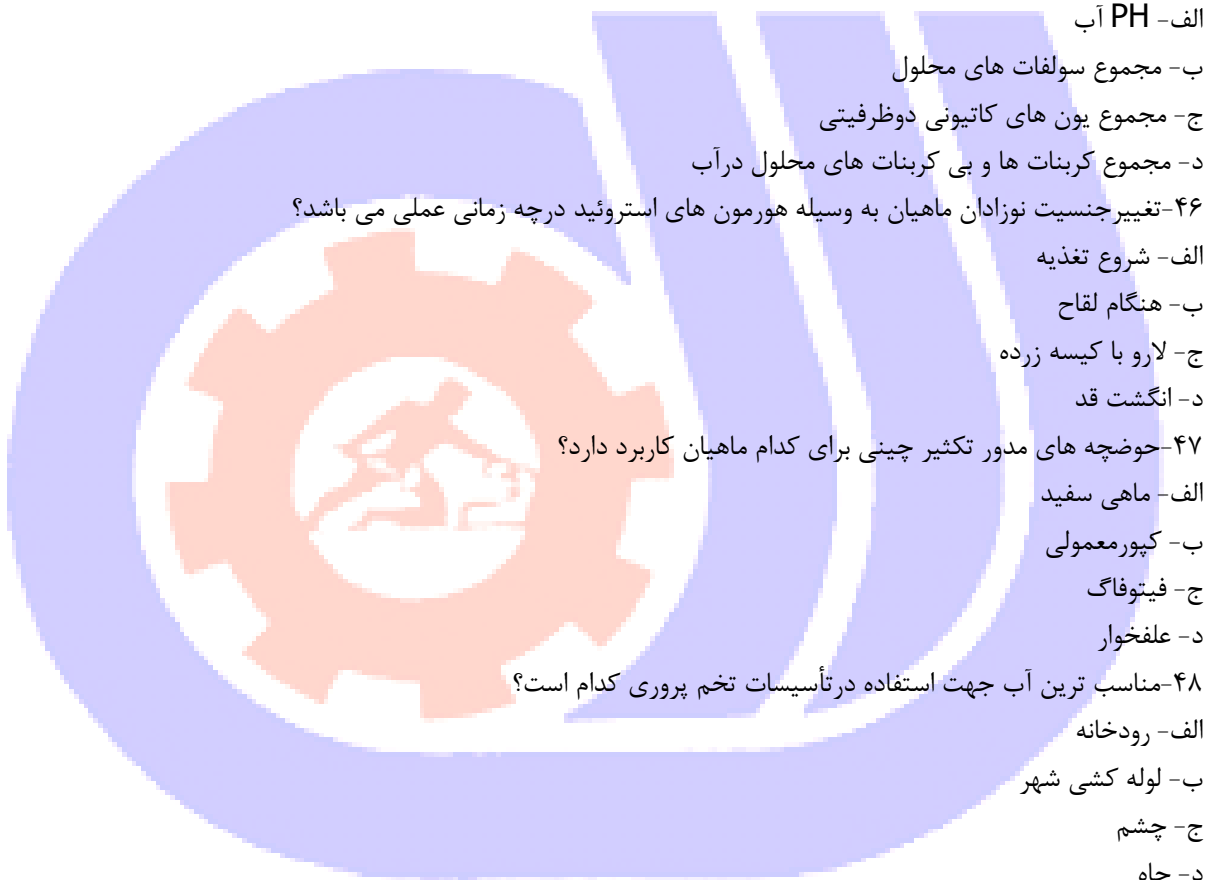 الف- PH آب
ب- مجموع سولفات های محلول
ج- مجموع یون های کاتیونی دوظرفیتی
د- مجموع کربنات ها و بی کربنات های محلول درآب
۴۶-تغییرجنسیت نوزادان ماهیان به وسیله هورمون های استروئید درچه زمانی عملی می باشد؟
الف- شروع تغذیه
ب- هنگام لقاح
ج- لارو با کیسه زرده
د- انگشت قد
۴۷-حوضچه های مدور تکثیر چینی برای کدام ماهیان کاربرد دارد؟
الف- ماهی سفید
ب- کپورمعمولی
ج- فیتوفاگ
د- علفخوار
۴۸-مناسب ترین آب جهت استفاده درتأسیسات تخم پروری کدام است؟
الف- رودخانه
ب- لوله کشی شهر
ج- چشم
د- چاه